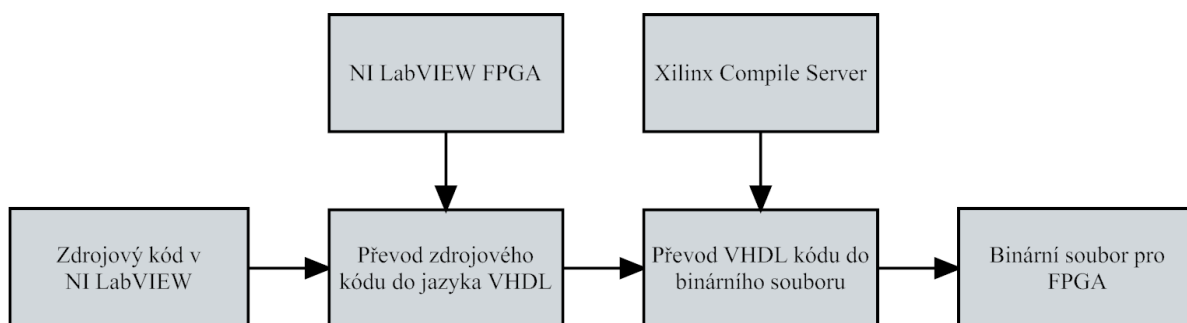 NI LabVIEW FPGA
Xilinx Compile Server
Zdrojový kód v
NI LabVIEW
Převod zdrojového
kódu do jazyka VHDL
Převod VHDL kódu do
binárního souboru
Binární soubor pro
FPGA